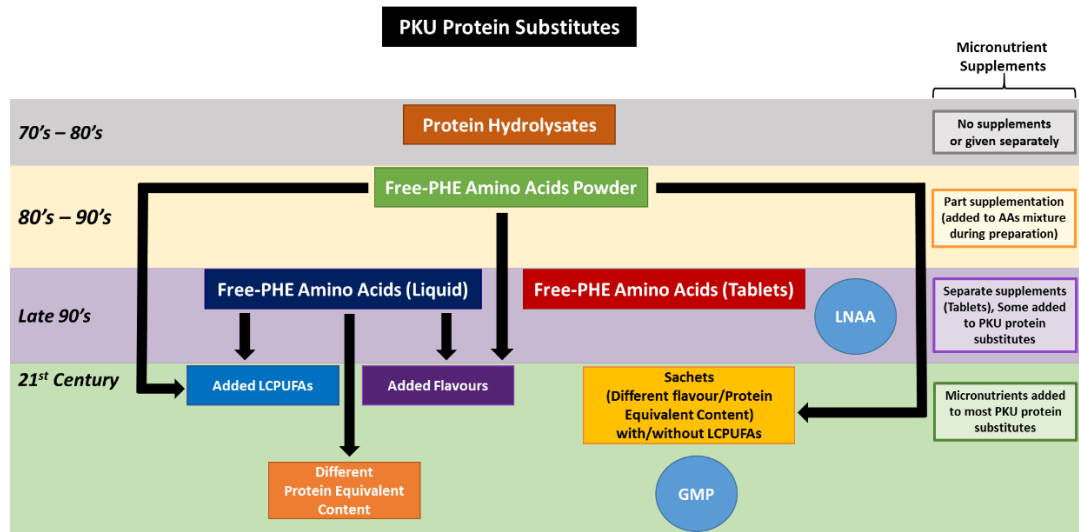 PKU Protein Substitutes
Micronutrient
Supplements
70's – 80's
Protein Hydrolysates
No supplements
or given separately
80's – 90's
Free-PHE Amino Acids Powder
Part supplementation
(added to AAs mixture
during preparation)
Late 90's
Free-PHE Amino Acids (Liquid)
Free-PHE Amino Acids (Tablets)
LNAA
Separate supplements
(Tablets), Some added
to PKU protein
substitutes
21st Century
Added LCPUFAs
Added Flavours
Sachets
(Different flavour/Protein
Equivalent Content)
with/without LCPUFAs
Micronutrients added
to most PKU protein
substitutes
Different
Protein Equivalent
Content
GMP